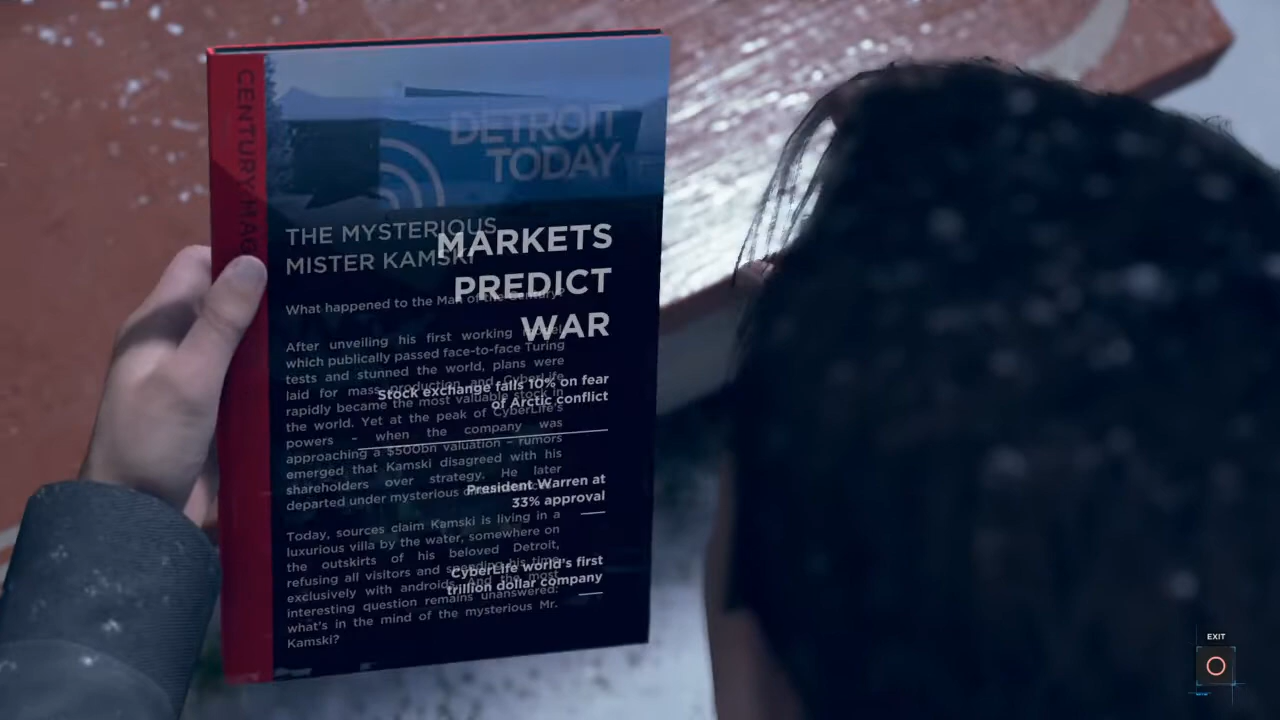 CENTURY MAG
DETROIT
TODAY
THE MYSTERIOUS
MISTER KAMSKI
MARKETS
PREDICT
WAR
What happened to the Man of the Century?
After unveiling his first working model
which publically passed face-to-face Turing
tests and stunned the world, plans were
laid for mass production and CyberLife
rapidly became the most valuable stock in
the world. Yet at the peak of CyberLife's
powers – when the company was
approaching a $500bn valuation – rumors
emerged that Kamski disagreed with his
shareholders over strategy. He later
departed under mysterious
Today, sources claim Kamski is living in a
luxurious villa by the water, somewhere on
the outskirts of his beloved Detroit,
refusing all visitors and spending his time
exclusively with androids. And the most
interesting question remains unanswered:
what's in the mind of the mysterious Mr.
Kamski?
Stock exchange falls 10% on fear
of Arctic conflict
President Warren at
33% approval
CyberLife world's first
trillion dollar company
EXIT